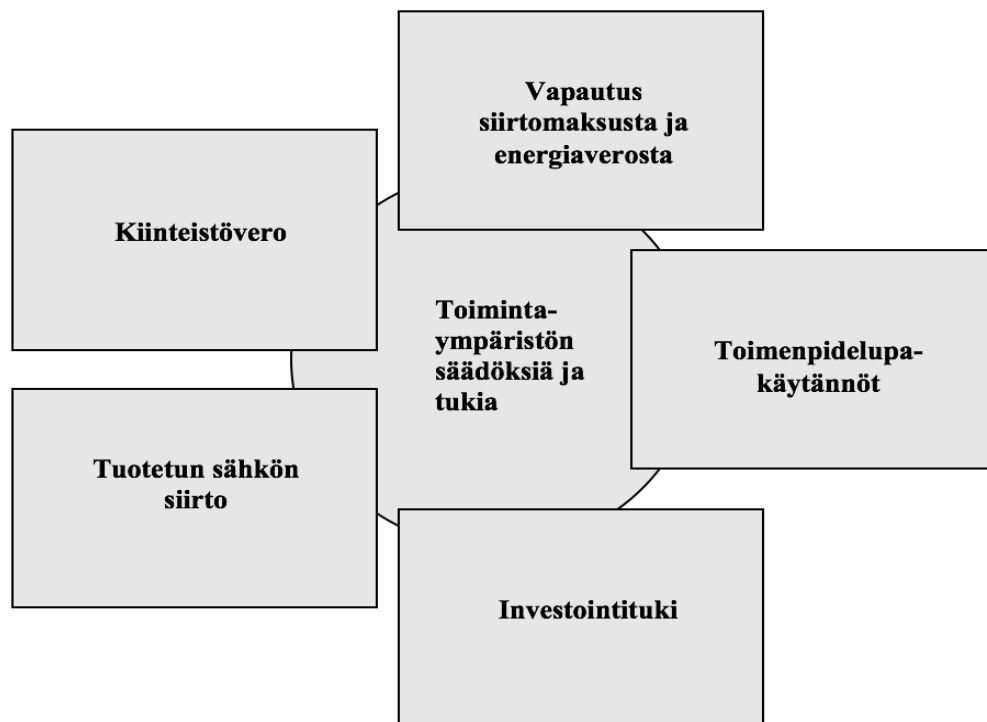 Vapautus
siirtomaksusta ja
energiaverosta
Kiinteistövero
Toiminta-
ympäristön
säädöksiä ja
tukia
Toimenpidelupa-
käytännöt
Tuotetun sähkön
siirto
Investointituki